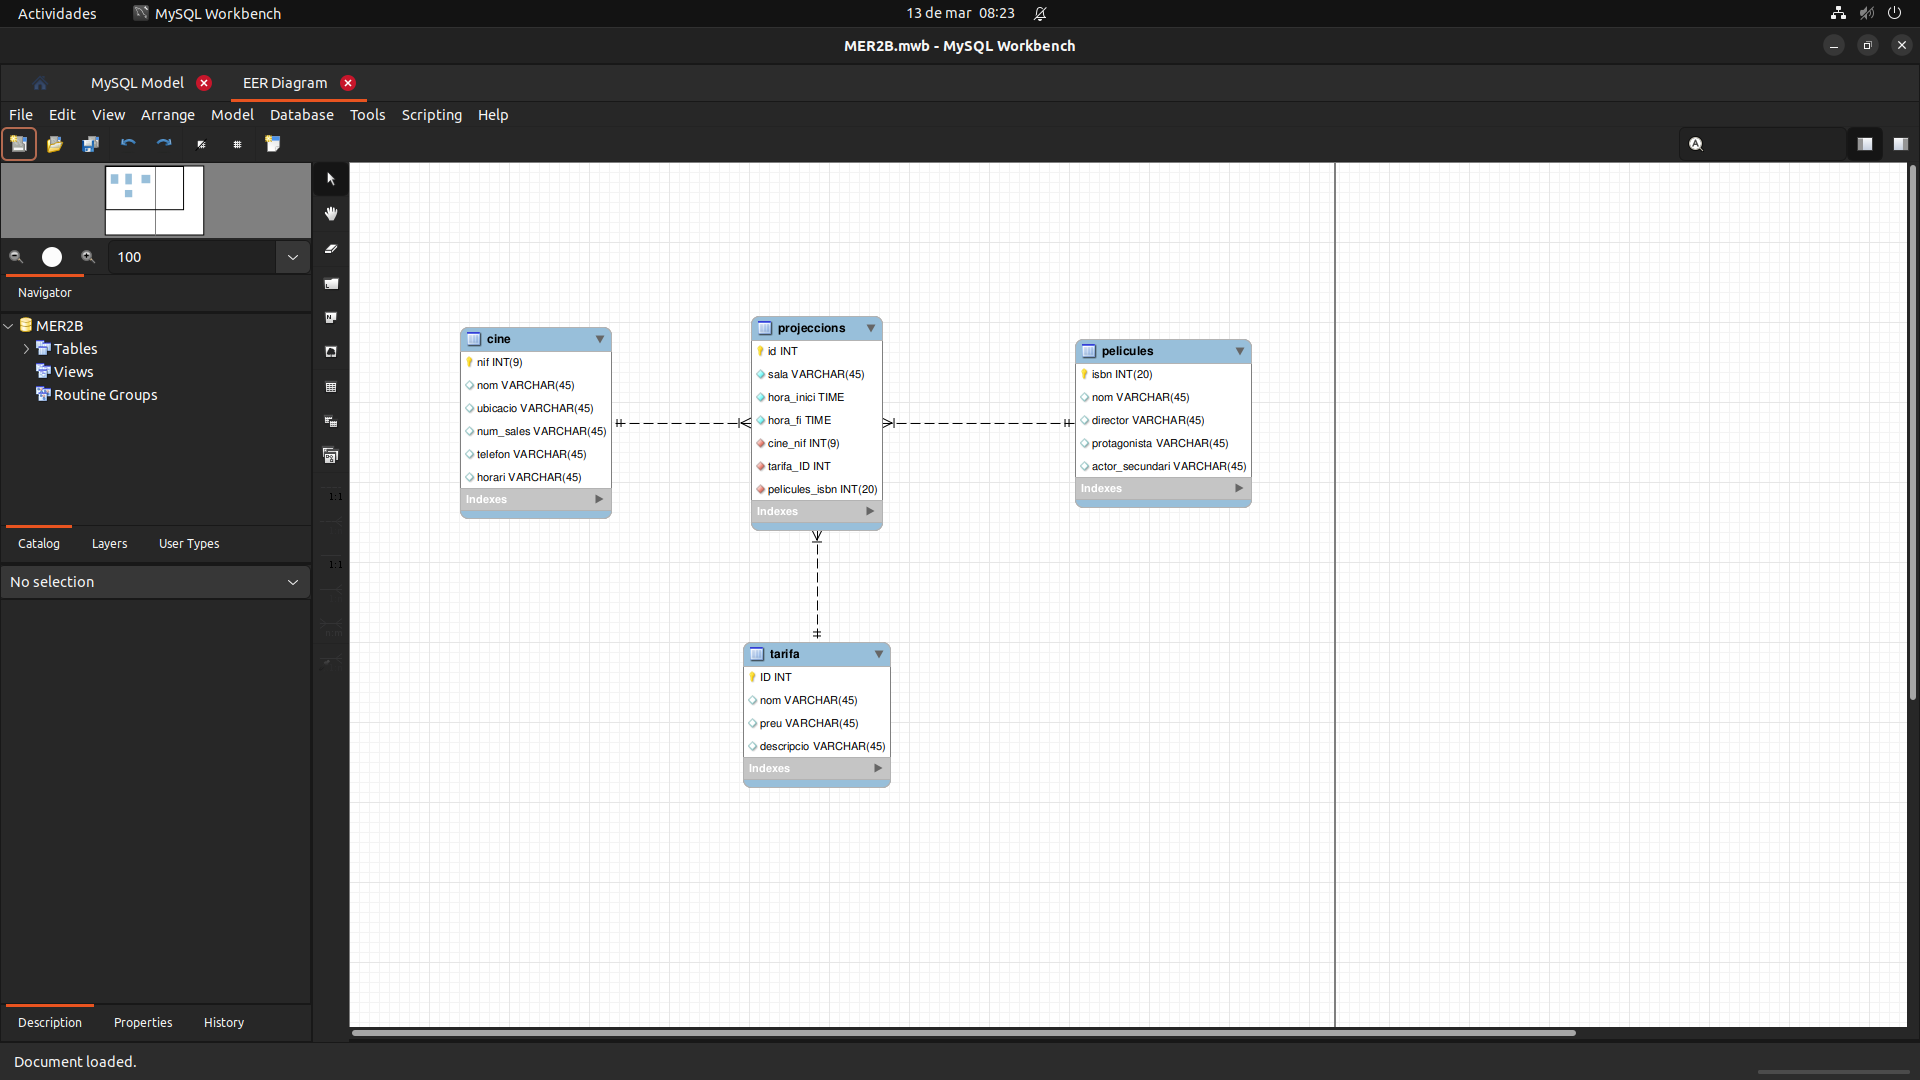 Actividades MySQL Workbench 13 de mar 08:23
MER2B.mwb - MySQL Workbench
MySQL Model EER Diagram
File Edit View Arrange Model Database Tools Scripting Help
100
Navigator
MER2B
Tables
Views
Routine Groups
Catalog Layers User Types
No selection
Description Properties History
Document loaded.
1:1
1:1
cine
nif INT(9)
nom VARCHAR(45)
ubicacio VARCHAR(45)
num_sales VARCHAR(45)
telefon VARCHAR(45)
horari VARCHAR(45)
Indexes
projeccions
id INT
sala VARCHAR(45)
hora_inici TIME
hora_fi TIME
cine_nif INT(9)
tarifa_ID INT
pelicules_isbn INT(20)
Indexes
pelicules
isbn INT(20)
nom VARCHAR(45)
director VARCHAR(45)
protagonista VARCHAR(45)
actor_secundari VARCHAR(45)
Indexes
tarifa
ID INT
nom VARCHAR(45)
preu VARCHAR(45)
descripcio VARCHAR(45)
Indexes